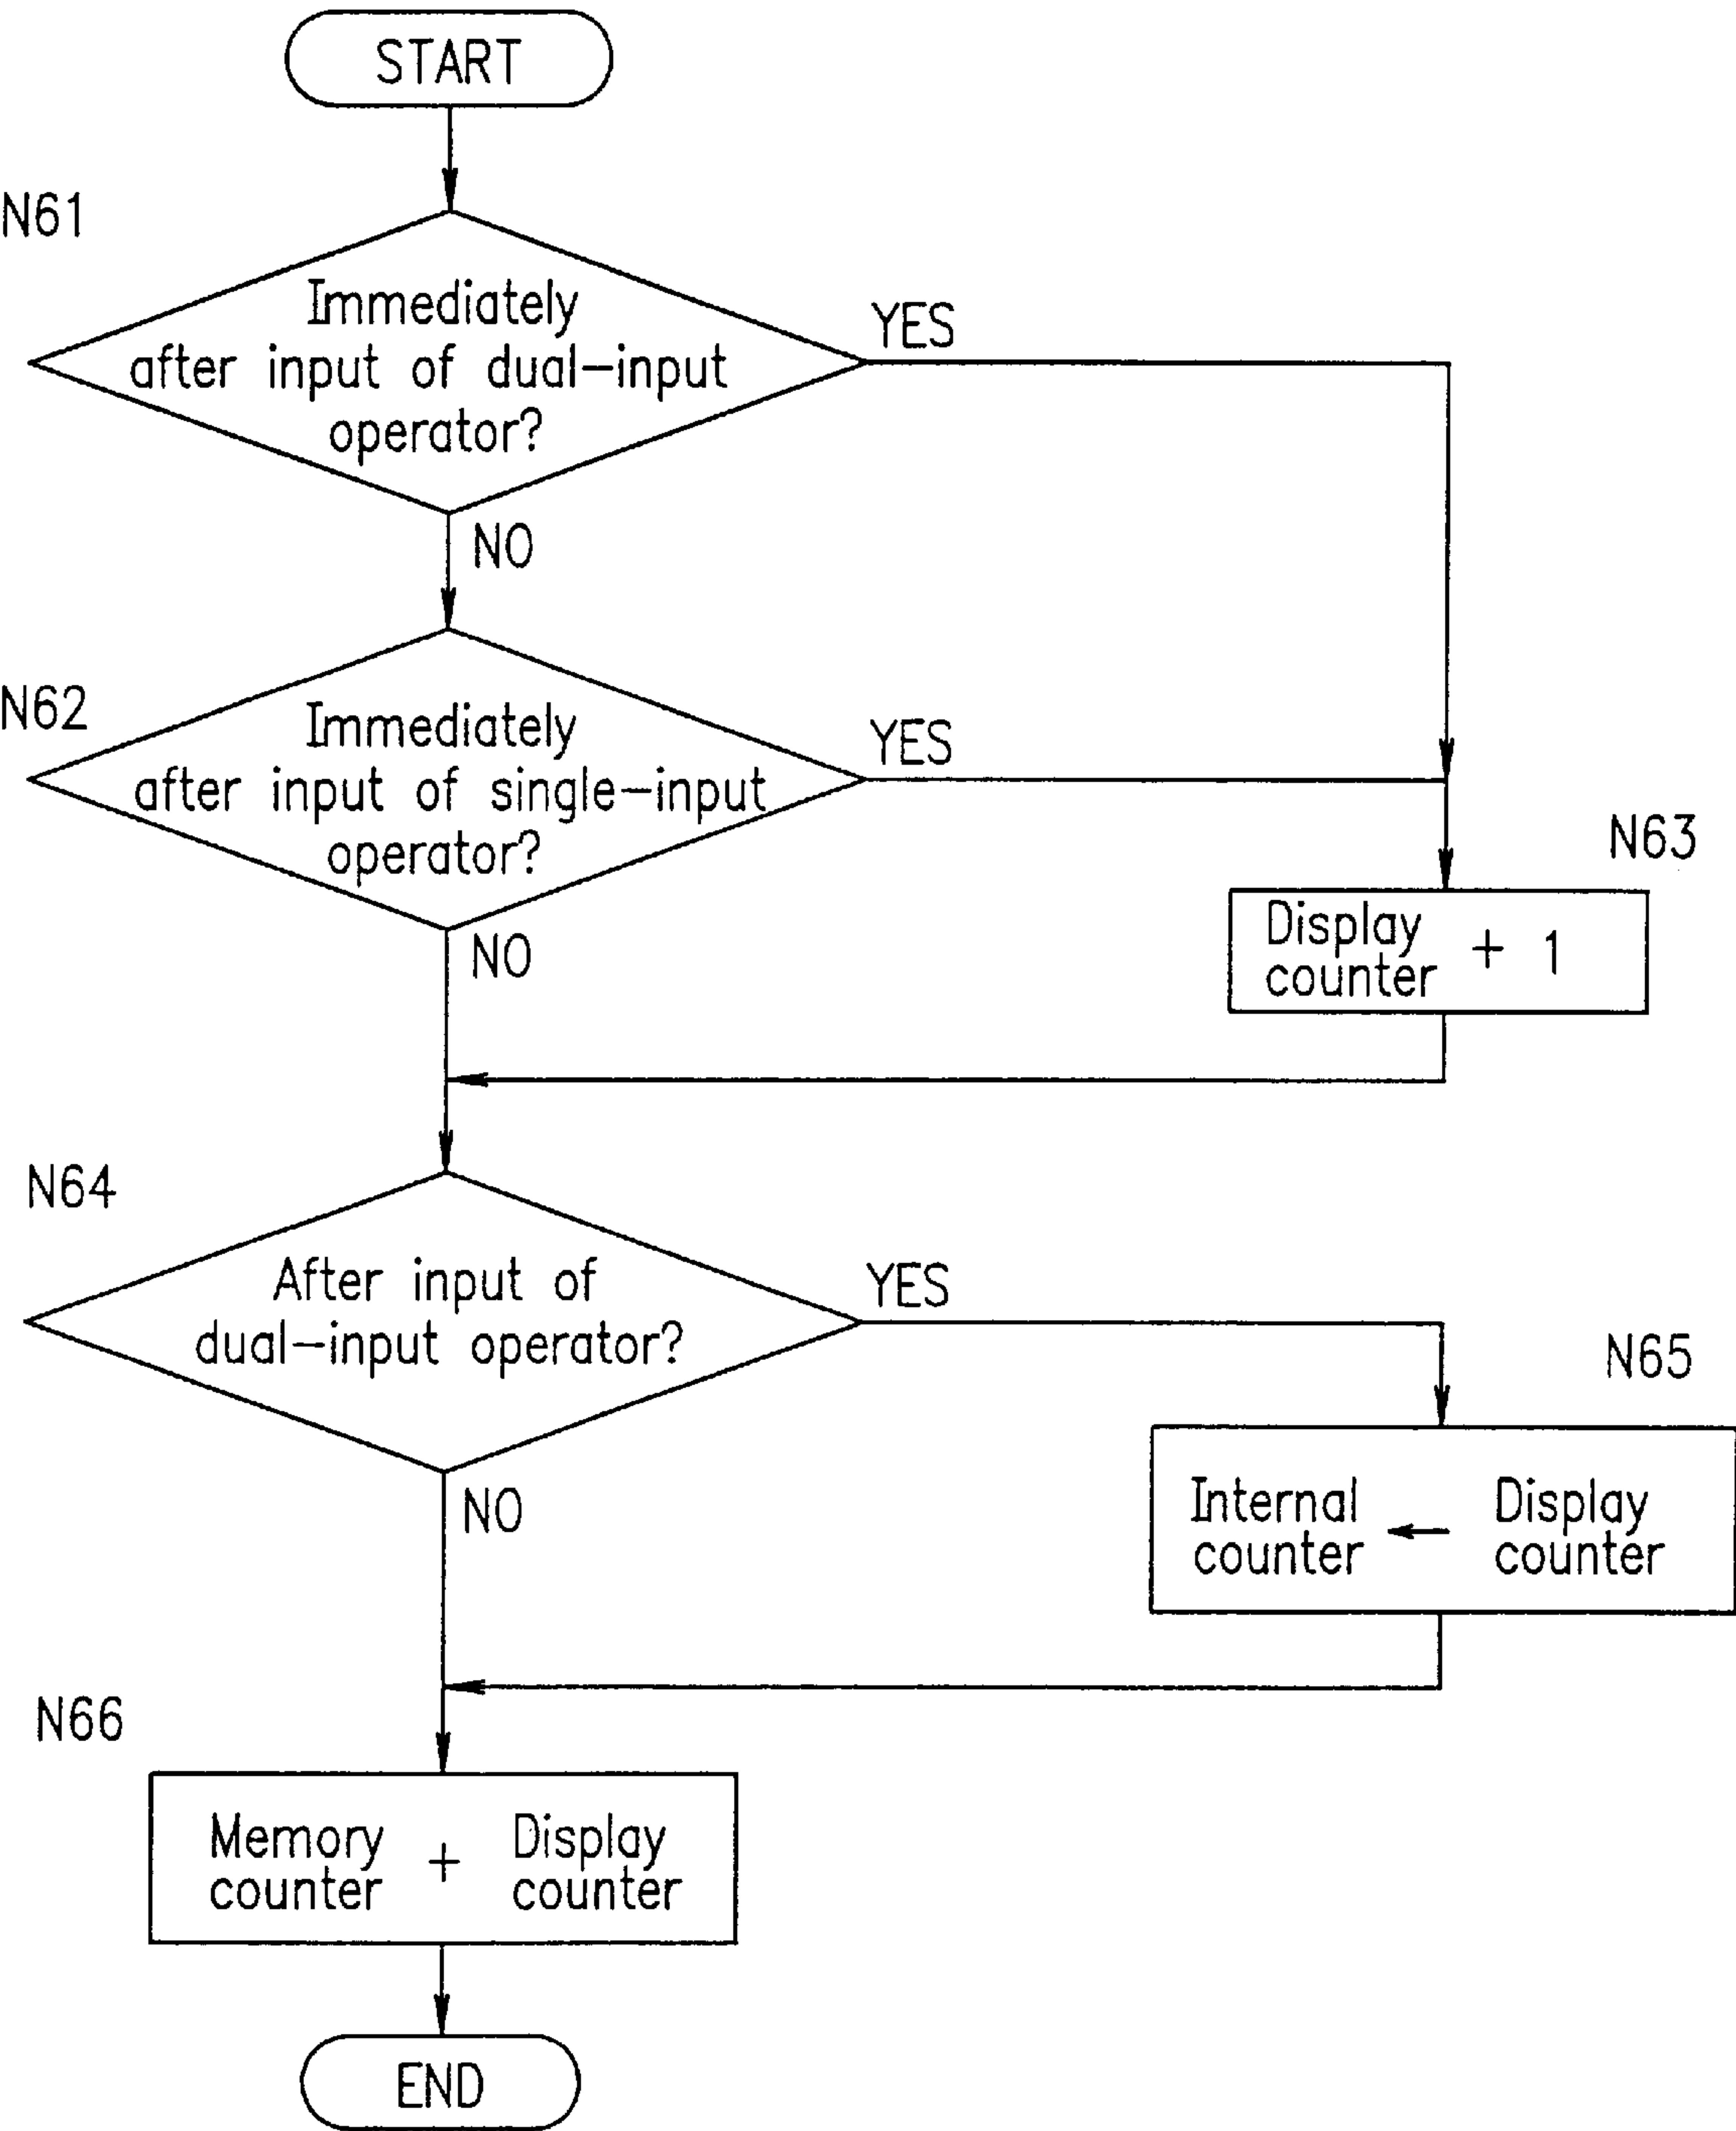 START
N61
Immediately
after input of dual-input
operator?
YES
NO
N62
Immediately
after input of single-input
operator?
YES
NO
N63
Display
counter + 1
N64
After input of
dual-input operator?
YES
NO
N65
Internal
counter
←
Display
counter
N66
Memory
counter
+
Display
counter
END